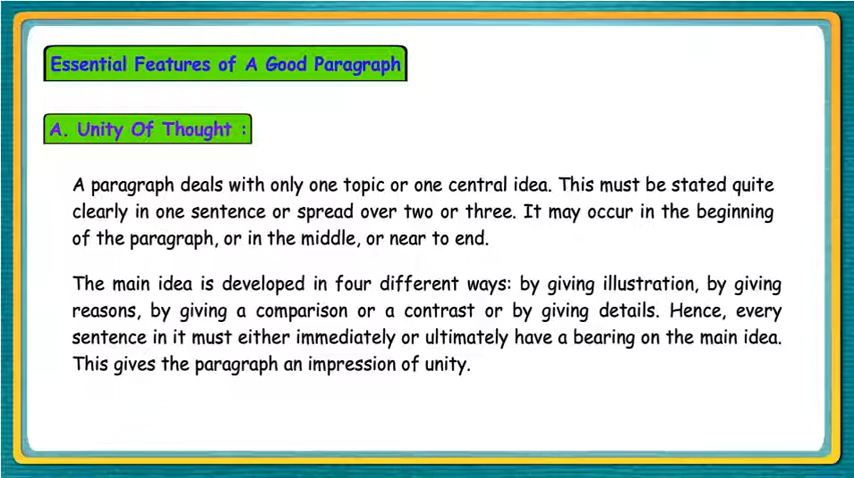 Essential Features of A Good Paragraph
A. Unity Of Thought :
A paragraph deals with only one topic or one central idea. This must be stated quite
clearly in one sentence or spread over two or three. It may occur in the beginning
of the paragraph, or in the middle, or near to end.
The main idea is developed in four different ways: by giving illustration, by giving
reasons, by giving a comparison or a contrast or by giving details. Hence, every
sentence in it must either immediately or ultimately have a bearing on the main idea.
This gives the paragraph an impression of unity.